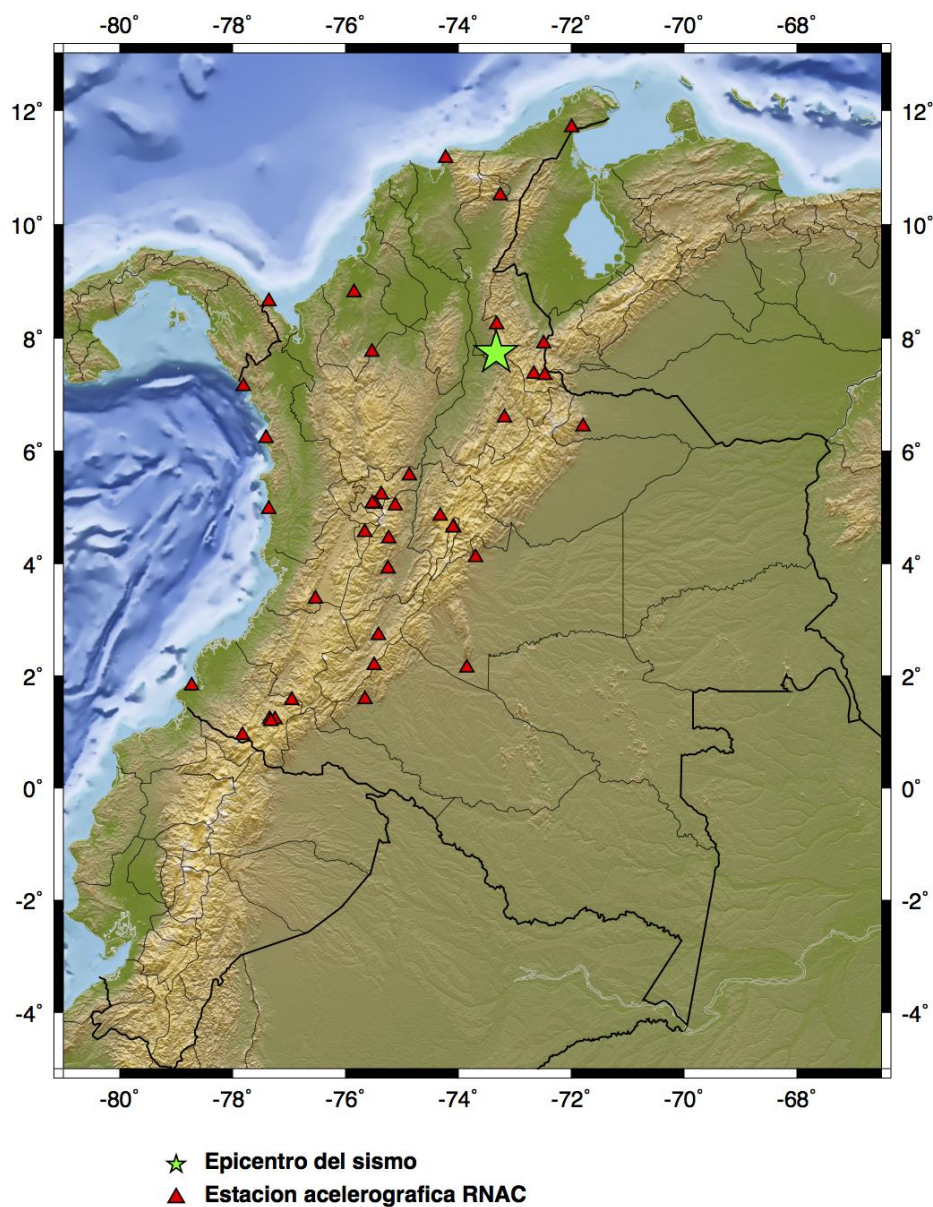 -80˚ -78˚ -76˚ -74˚ -72˚ -70˚ -68˚
12˚ 12˚
10˚ 10˚
8˚ 8˚
6˚ 6˚
4˚ 4˚
2˚ 2˚
0˚ 0˚
-2˚ -2˚
-4˚ -4˚
-80˚ -78˚ -76˚ -74˚ -72˚ -70˚ -68˚
Epicentro del sismo
Estacion acelerografica RNAC